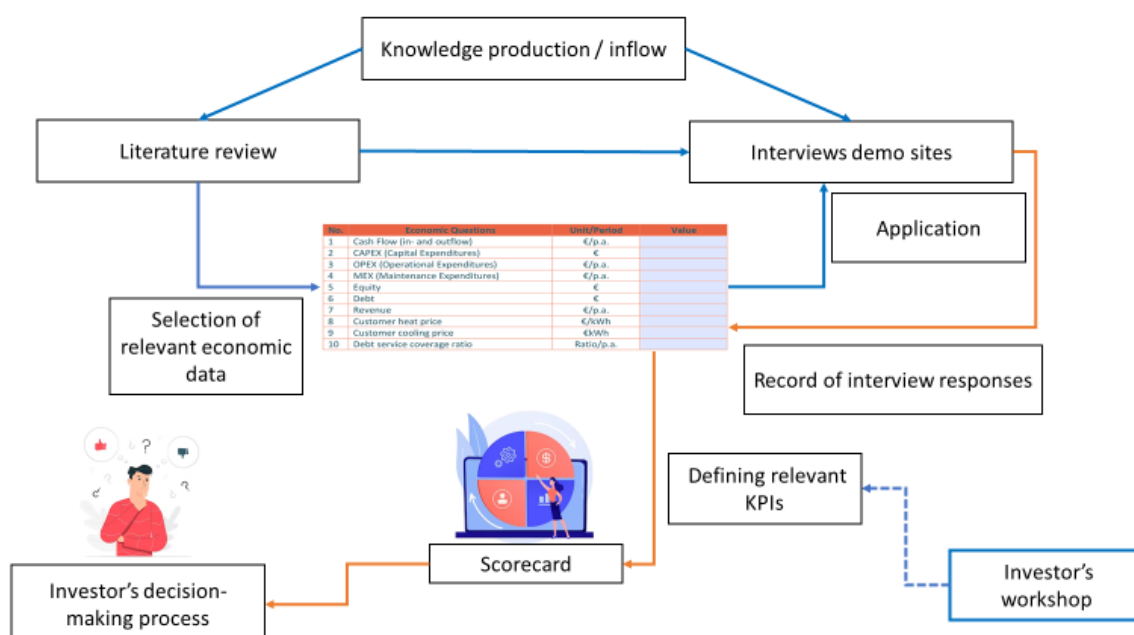 Knowledge production / inflow
Literature review
Interviews demo sites
Application
No. Economic Questions Unit/Period Value
1 Cash Flow (in- and outflow) €/p.a.
2 CAPEX (Capital Expenditures) €
3 OPEX (Operational Expenditures) €/p.a.
4 MEX (Maintenance Expenditures) €/p.a.
5 Equity €
6 Debt €
7 Revenue €/p.a.
8 Customer heat price €/kWh
9 Customer cooling price €kWh
10 Debt service coverage ratio Ratio/p.a.
Selection of
relevant economic
data
Record of interview responses
Defining relevant
KPIs
Scorecard
Investor's decision-
making process
Investor's
workshop